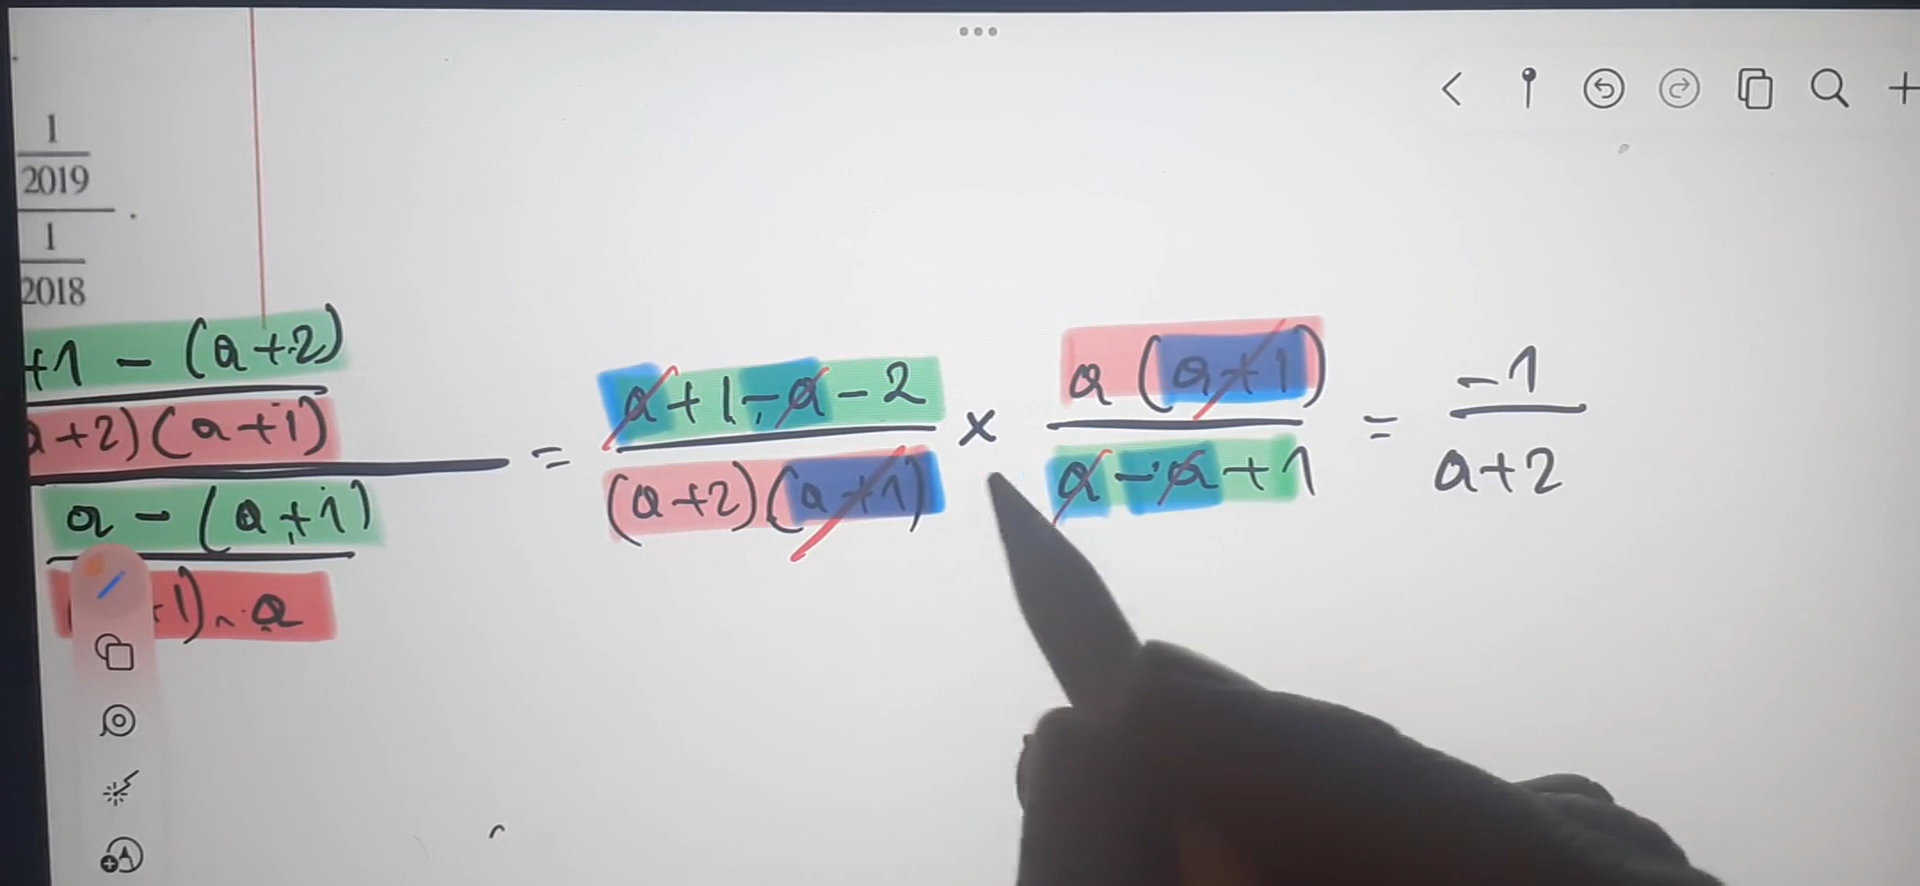 1
2019
.
1
2018
+1 - (a+2)
a+2)(a+1)
a - (a+1)
+1). a
=
a+1-a-2
(a+2)(a+1)
×
a(a+1)
a-a+1
=
-1
a+2